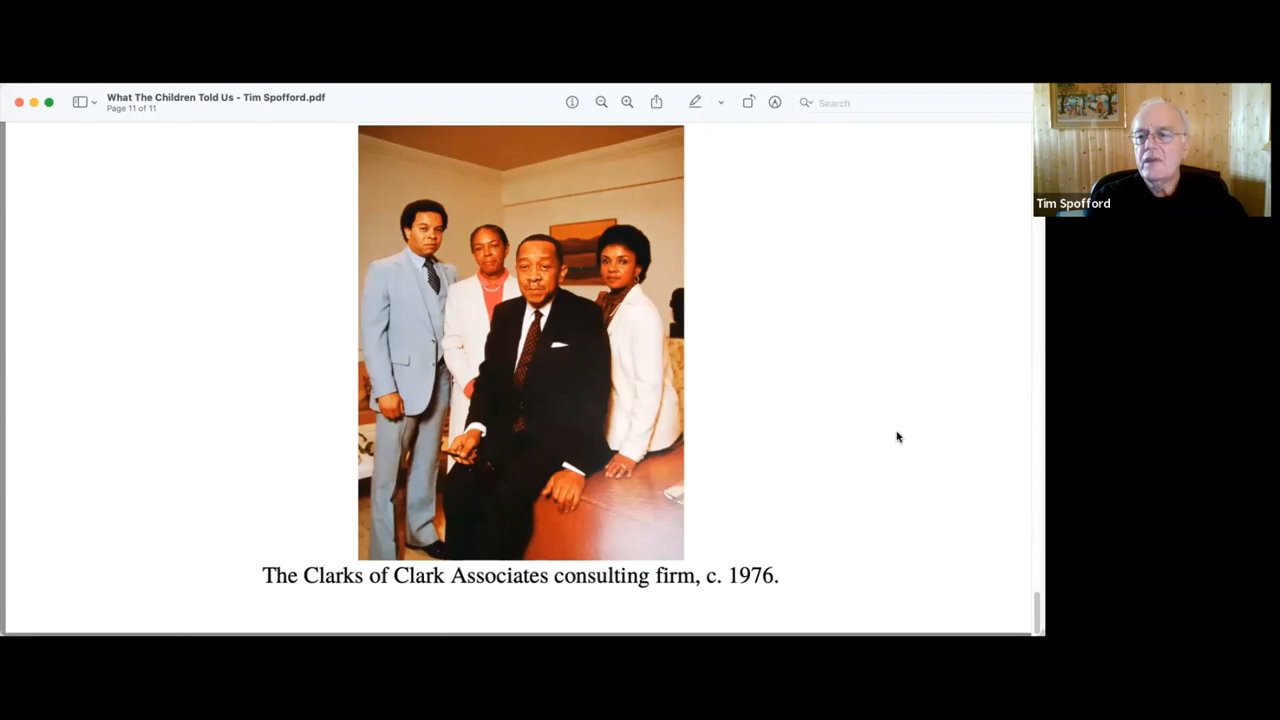 What The Children Told Us - Tim Spofford.pdf
Page 11 of 11
Search
Tim Spofford
The Clarks of Clark Associates consulting firm, c. 1976.